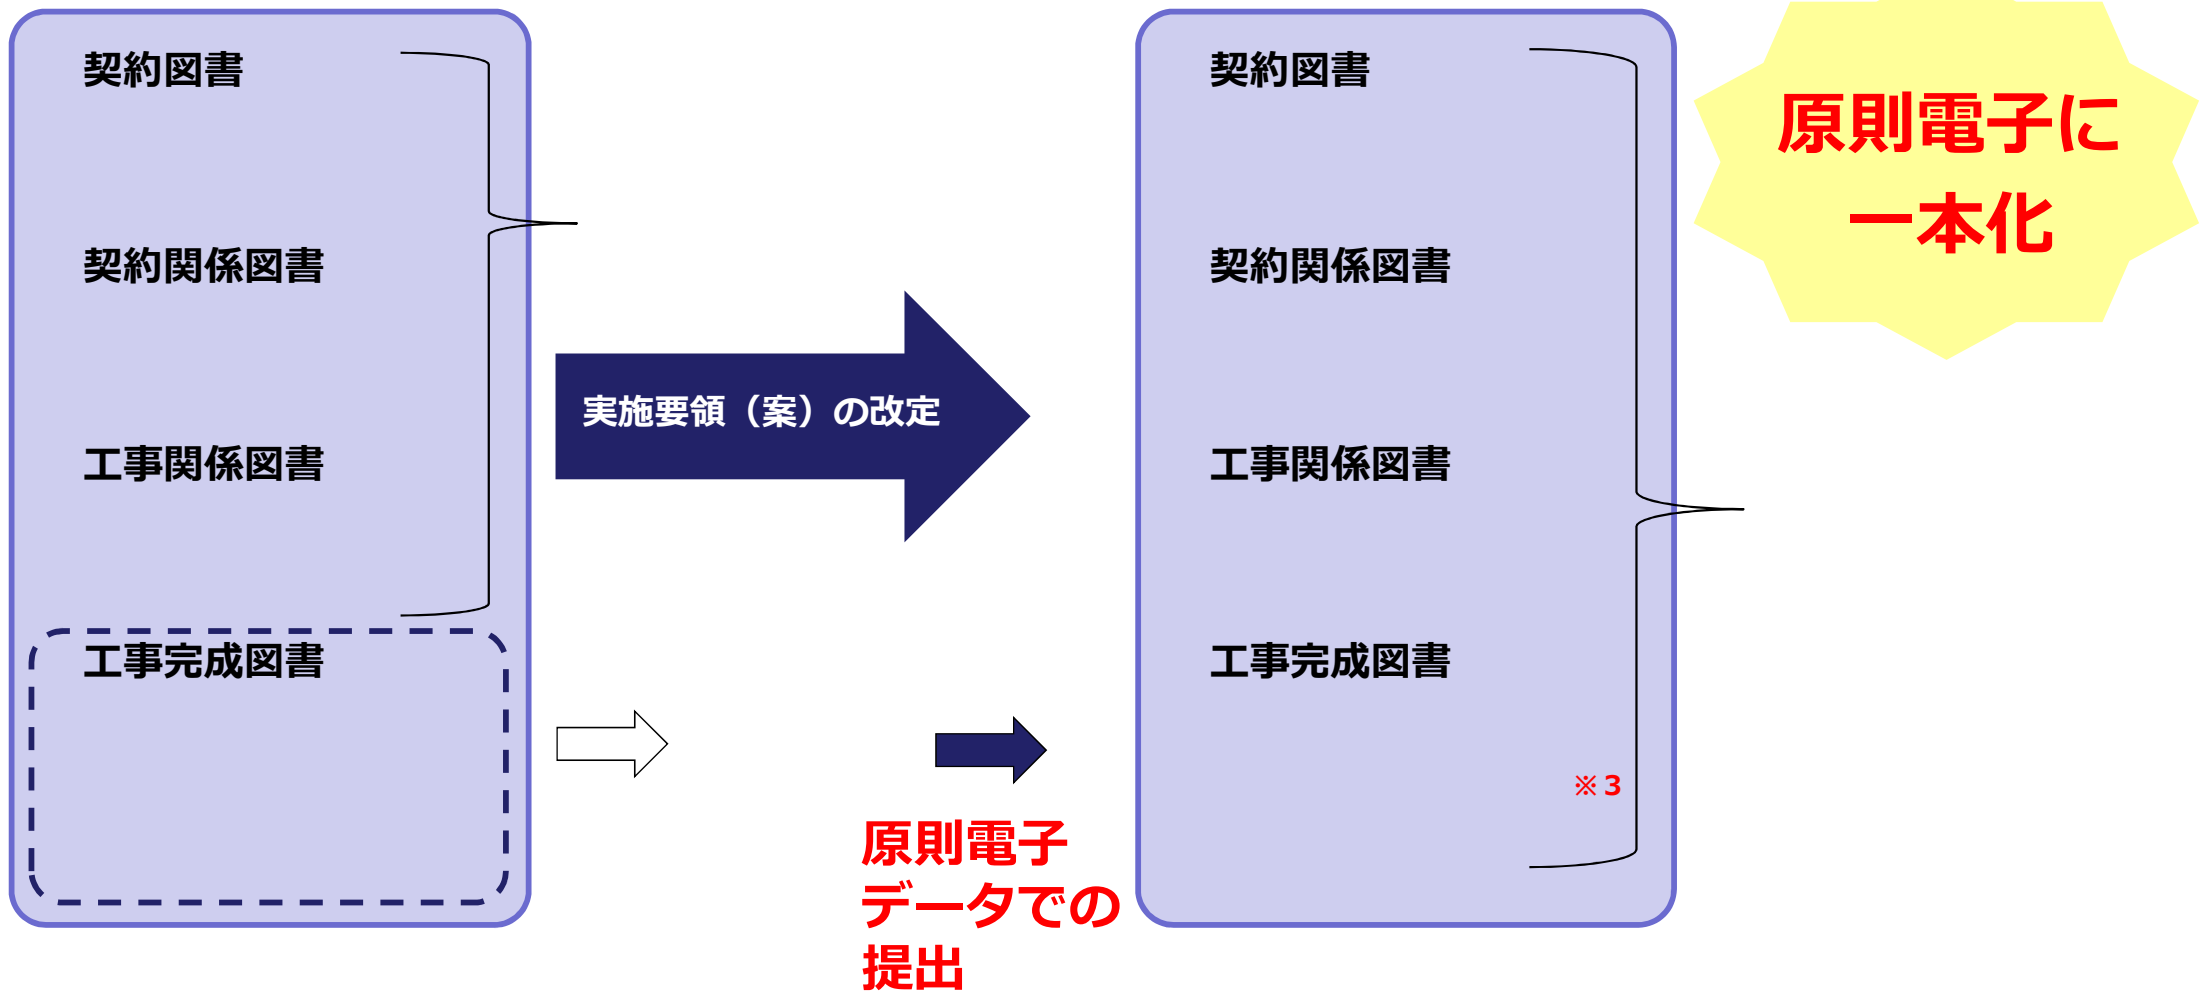 契約図書
契約関係図書
工事関係図書
工事完成図書
実施要領（案）の改定
原則電子
データでの
提出
契約図書
契約関係図書
工事関係図書
工事完成図書
※３
原則電子に
一本化